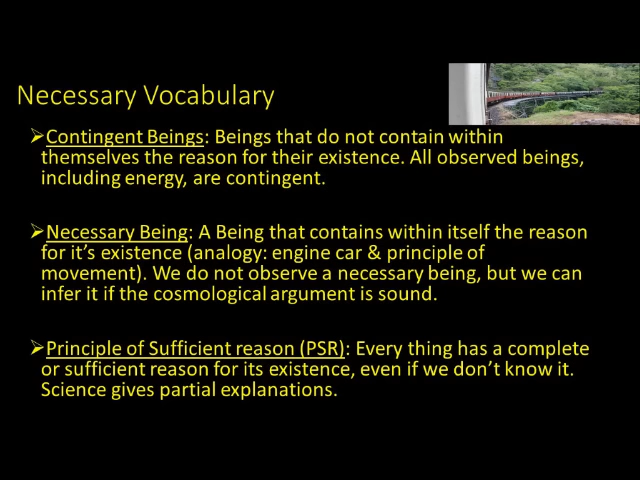 Necessary Vocabulary
➢Contingent Beings: Beings that do not contain within
themselves the reason for their existence. All observed beings,
including energy, are contingent.
➢Necessary Being: A Being that contains within itself the reason
for it’s existence (analogy: engine car & principle of
movement). We do not observe a necessary being, but we can
infer it if the cosmological argument is sound.
➢Principle of Sufficient reason (PSR): Every thing has a complete
or sufficient reason for its existence, even if we don’t know it.
Science gives partial explanations.